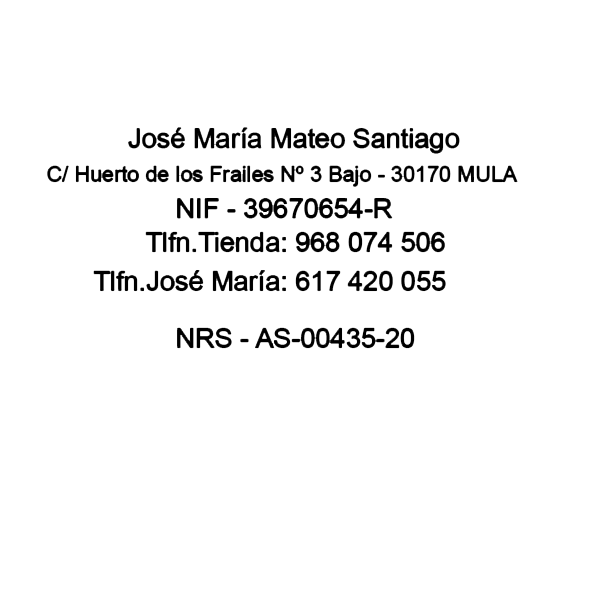 José María Mateo Santiago
C/ Huerto de los Frailes Nº 3 Bajo - 30170 MULA
NIF - 39670654-R
Tlfn.Tienda: 968 074 506
Tlfn.José María: 617 420 055
NRS - AS-00435-20